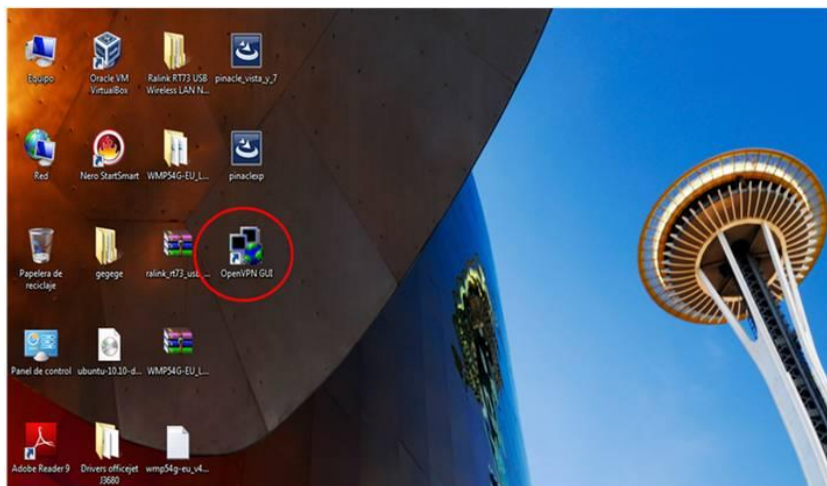 Equipo
Oracle VM
VirtualBox
Ralink RT73 USB
Wireless LAN N...
pinacle_vista_y_7
Red
Nero StartSmart
WMP54G-EU_L...
pinaclexp
Papelera de
reciclaje
gegege
ralink_rt73_usb_...
OpenVPN GUI
Panel de control
ubuntu-10.10-d...
WMP54G-EU_L...
Adobe Reader 9
Drivers officejet
J3680
wmp54g-eu_v4...